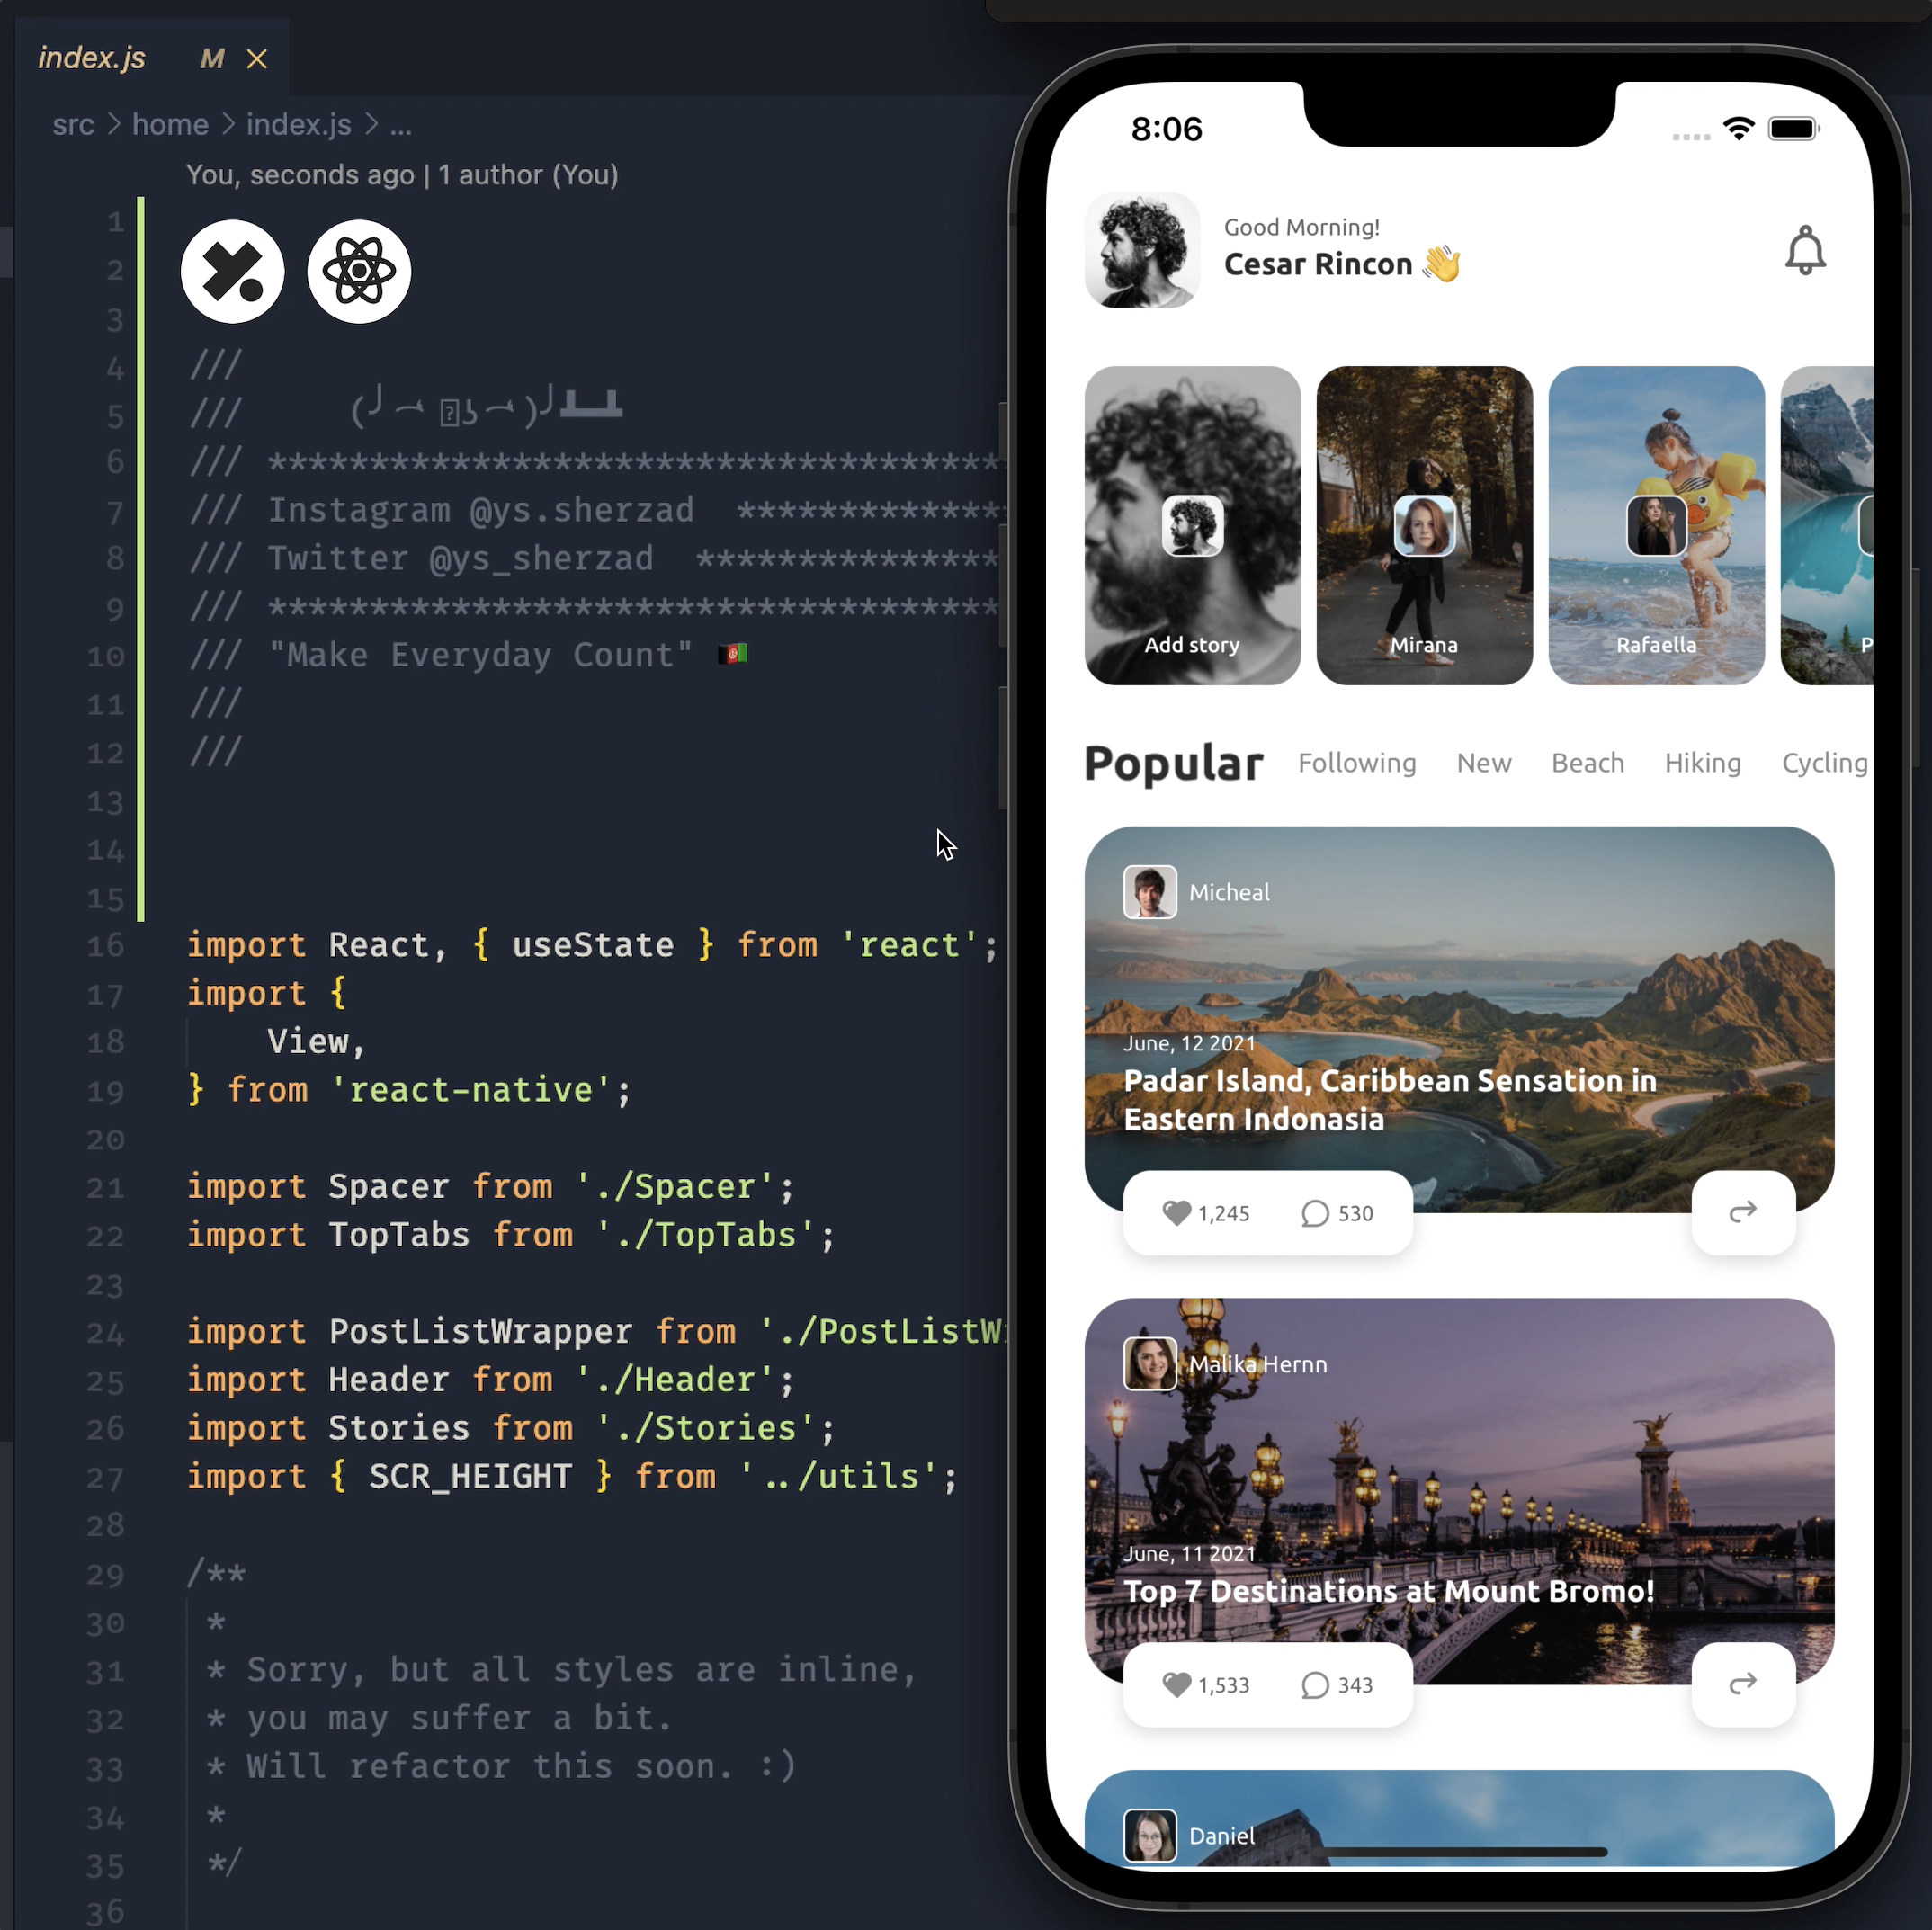 index.js M
src > home > index.js > ...
You, seconds ago | 1 author (You)
1
2
3
4 ///
5 ///
6 /// ************************************
7 /// Instagram @ys.sherzad *************
8 /// Twitter @ys_sherzad ***************
9 /// ************************************
10 /// "Make Everyday Count" 🇦🇫
11 ///
12 ///
13
14
15
16 import React, { useState } from 'react';
17 import {
18 View,
19 } from 'react-native';
20
21 import Spacer from './Spacer';
22 import TopTabs from './TopTabs';
23
24 import PostListWrapper from './PostListW
25 import Header from './Header';
26 import Stories from './Stories';
27 import { SCR_HEIGHT } from '../utils';
28
29 /**
30 *
31 * Sorry, but all styles are inline,
32 * you may suffer a bit.
33 * Will refactor this soon. :)
34 *
35 */
36
8:06
Good Morning!
Cesar Rincon 👋
Add story
Mirana
Rafaella
P
Popular Following New Beach Hiking Cycling
Micheal
June, 12 2021
Padar Island, Caribbean Sensation in
Eastern Indonasia
1,245 530
Malika Hernn
June, 11 2021
Top 7 Destinations at Mount Bromo!
1,533 343
Daniel